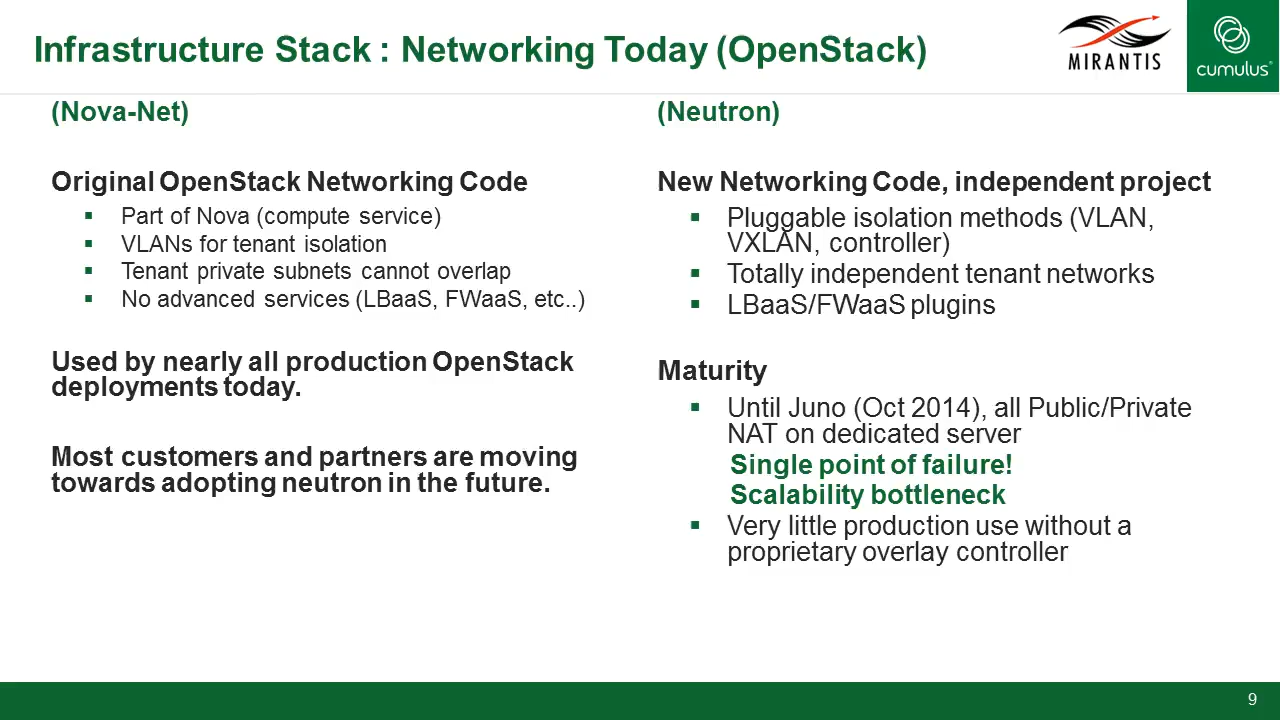 Infrastructure Stack : Networking Today (OpenStack)
MIRANTIS
cumulus®
(Nova-Net)
Original OpenStack Networking Code
▪ Part of Nova (compute service)
▪ VLANs for tenant isolation
▪ Tenant private subnets cannot overlap
▪ No advanced services (LBaaS, FWaaS, etc..)
Used by nearly all production OpenStack
deployments today.
Most customers and partners are moving
towards adopting neutron in the future.
(Neutron)
New Networking Code, independent project
▪ Pluggable isolation methods (VLAN,
VXLAN, controller)
▪ Totally independent tenant networks
▪ LBaaS/FWaaS plugins
Maturity
▪ Until Juno (Oct 2014), all Public/Private
NAT on dedicated server
Single point of failure!
Scalability bottleneck
▪ Very little production use without a
proprietary overlay controller
9